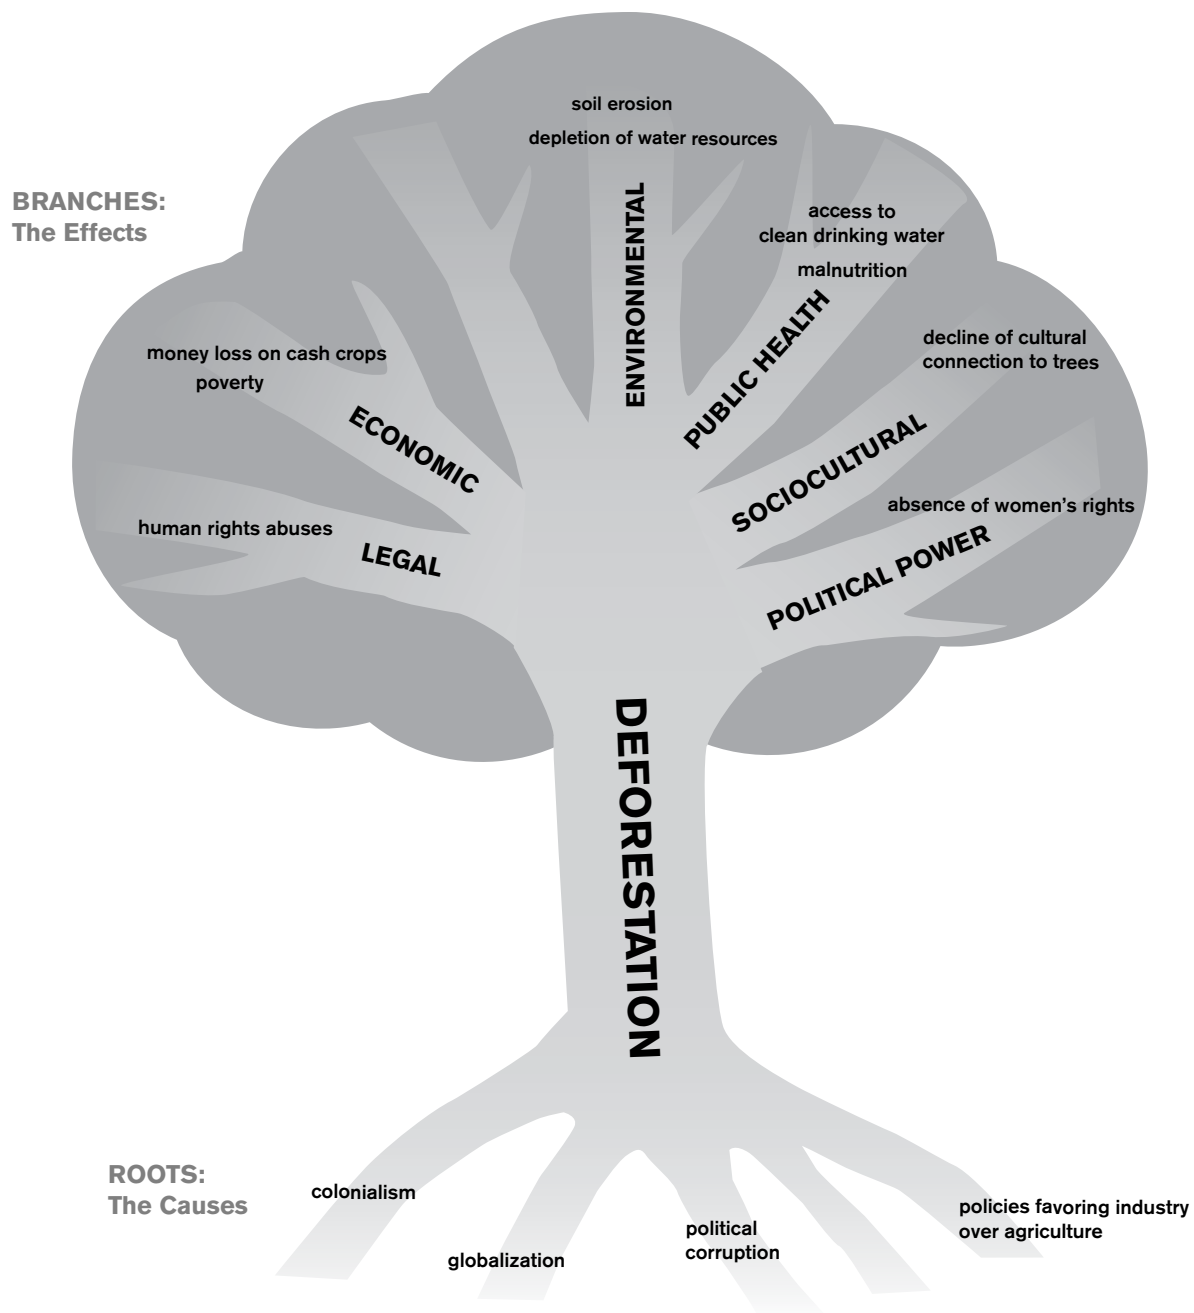 soil erosion
depletion of water resources
BRANCHES:
The Effects
ENVIRONMENTAL
access to
clean drinking water
malnutrition
PUBLIC HEALTH
decline of cultural
connection to trees
SOCIOCULTURAL
money loss on cash crops
poverty
ECONOMIC
absence of women's rights
POLITICAL POWER
human rights abuses
LEGAL
DEFORESTATION
ROOTS:
The Causes
colonialism
globalization
political
corruption
policies favoring industry
over agriculture